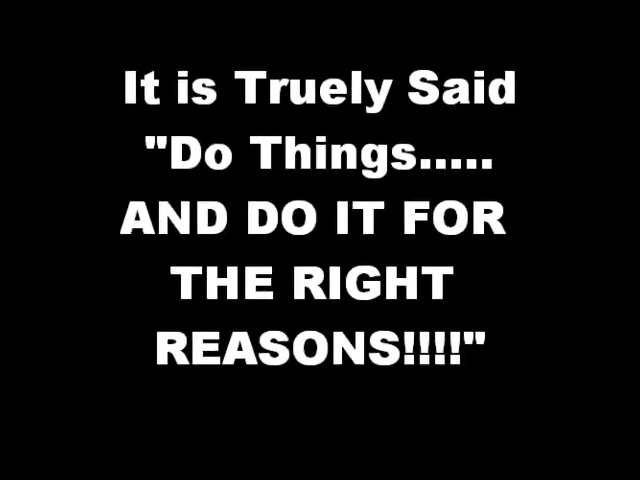 It is Truely Said
"Do Things.....
AND DO IT FOR
THE RIGHT
REASONS!!!!"